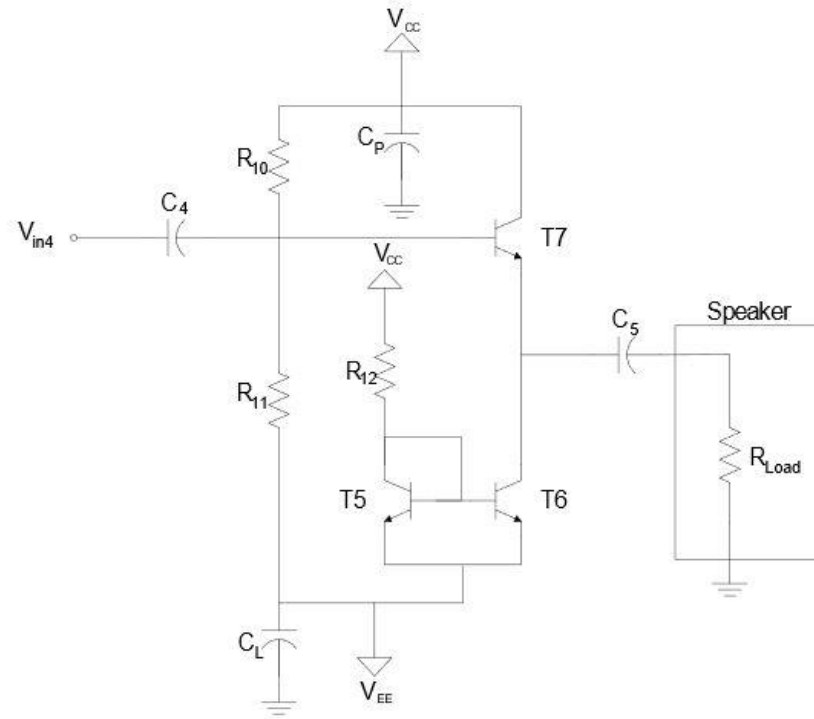 V_CC
R_10
C_P
C_4
V_in4
T7
V_CC
Speaker
C_5
R_12
R_11
R_Load
T5
T6
C_L
V_EE